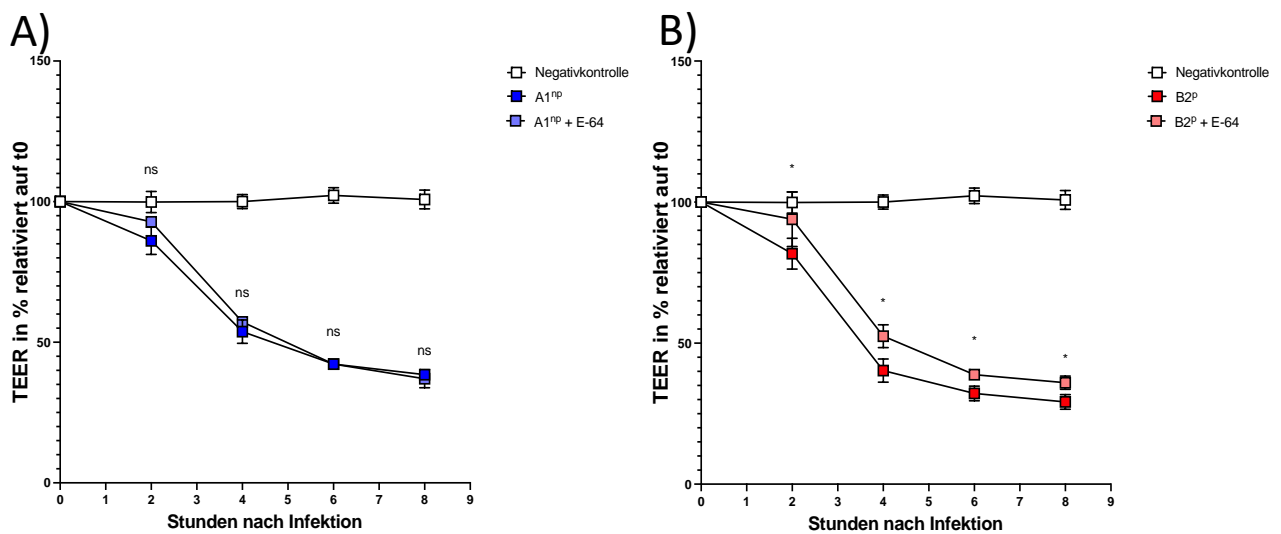 A)
150
100
50
0
TEER in % relativiert auf t0
ns
ns
ns
ns
0 1 2 3 4 5 6 7 8 9
Stunden nach Infektion
Negativkontrolle
A1ⁿᵖ
A1ⁿᵖ + E-64
B)
150
100
50
0
TEER in % relativiert auf t0
*
*
*
*
0 1 2 3 4 5 6 7 8 9
Stunden nach Infektion
Negativkontrolle
B2ᵖ
B2ᵖ + E-64